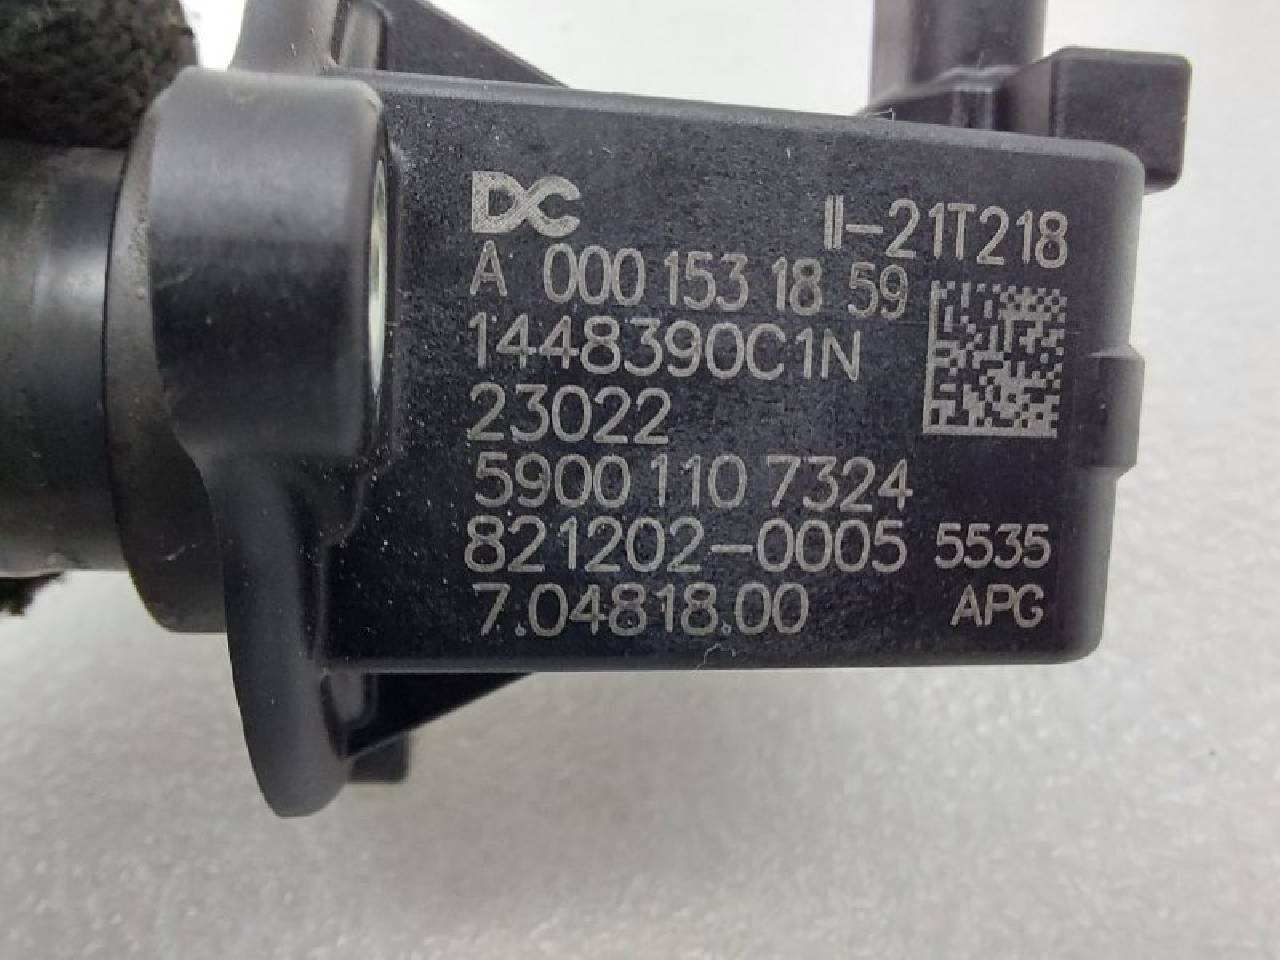 DC II-21T218
A 000 153 18 59
1448390C1N
23022
5900 110 7324
821202-0005 5535
7.04818.00 APG